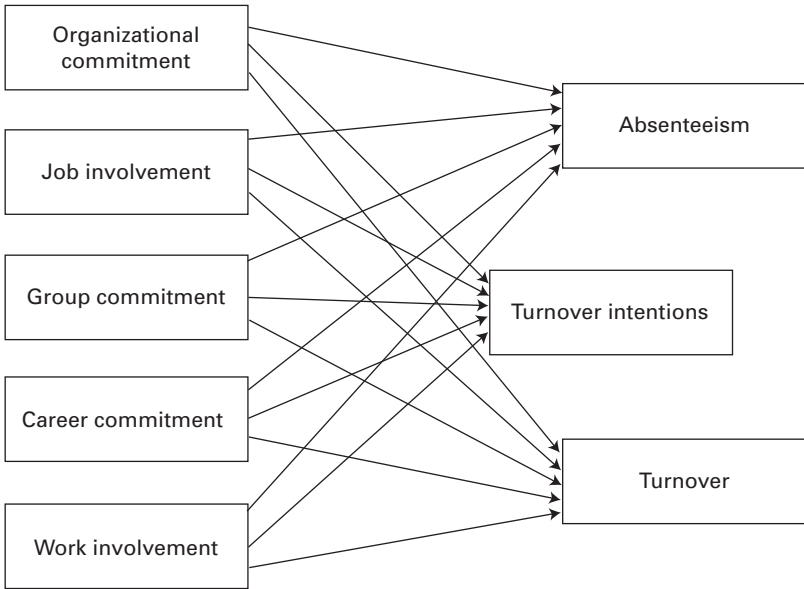 Organizational
commitment
Job involvement
Group commitment
Career commitment
Work involvement
Absenteeism
Turnover intentions
Turnover